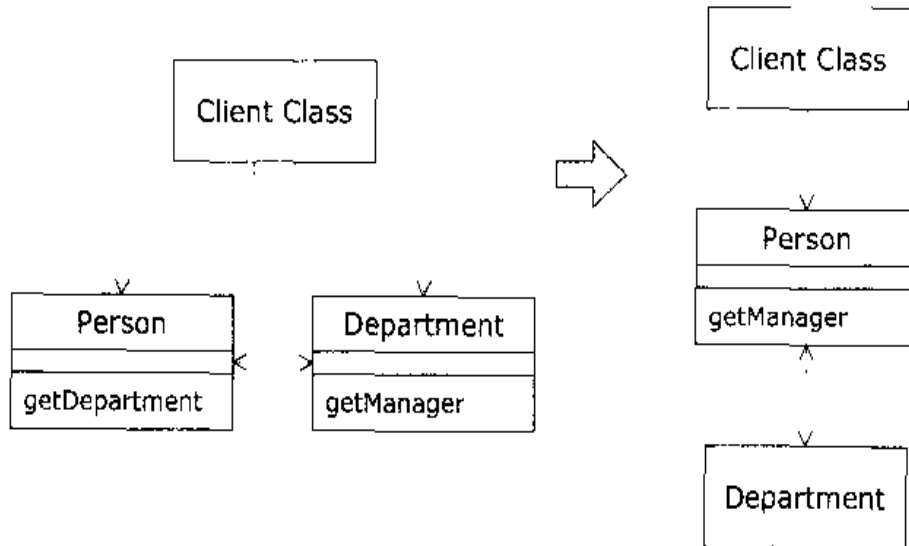 Client Class
Person
getDepartment
Department
getManager
Client Class
Person
getManager
Department